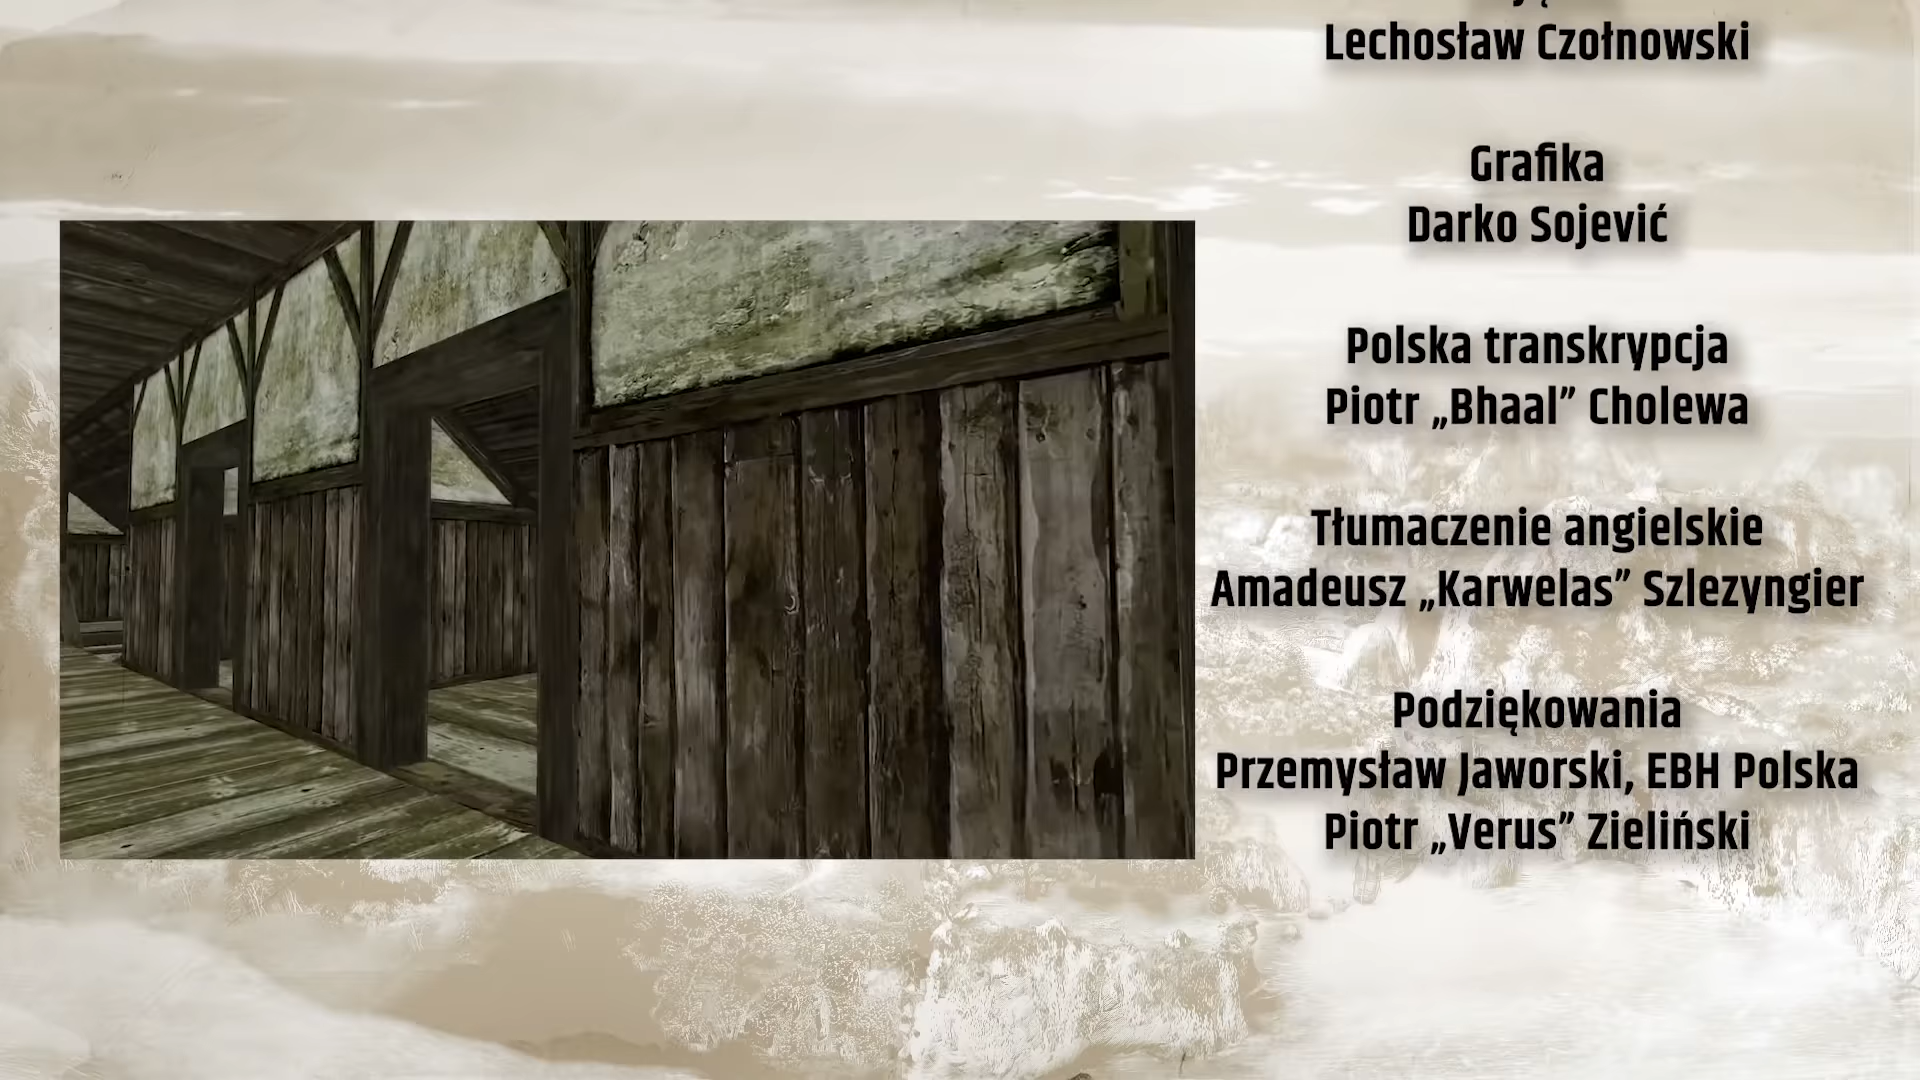 Lechosław Czołnowski
Grafika
Darko Sojević
Polska transkrypcja
Piotr „Bhaal” Cholewa
Tłumaczenie angielskie
Amadeusz „Karwelas” Szlezyngier
Podziękowania
Przemysław Jaworski, EBH Polska
Piotr „Verus” Zieliński